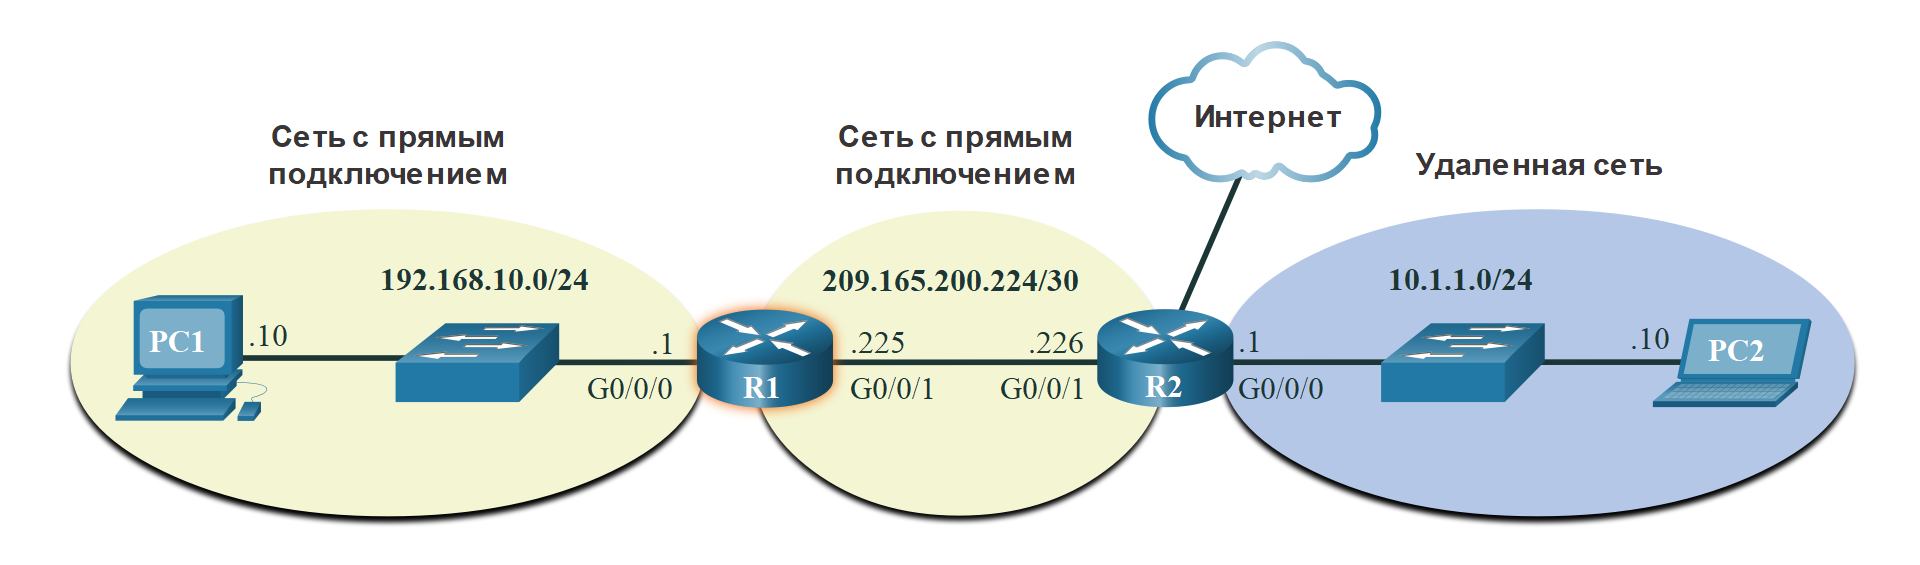 Интернет
Сеть с прямым
подключением
Сеть с прямым
подключением
Удаленная сеть
192.168.10.0/24
209.165.200.224/30
10.1.1.0/24
PC1
.10
.1
G0/0/0
R1
.225
G0/0/1
.226
G0/0/1
R2
.1
G0/0/0
.10
PC2